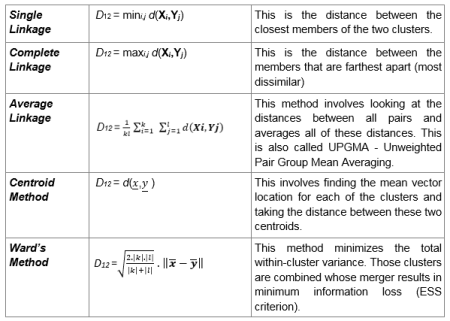 Single Linkage
D12 = mini,j d(Xi,Yj)
This is the distance between the
closest members of the two clusters.
Complete Linkage
D12 = maxi,j d(Xi,Yj)
This is the distance between the
members that are farthest apart (most
dissimilar)
Average Linkage
D12 = 1/kl ∑ᵏᵢ₌₁ ∑ˡⱼ₌₁ d(Xi,Yj)
This method involves looking at the
distances between all pairs and
averages all of these distances. This
is also called UPGMA - Unweighted
Pair Group Mean Averaging.
Centroid Method
D12 = d(x,y )
This involves finding the mean vector
location for each of the clusters and
taking the distance between these two
centroids.
Ward's Method
D12 = √(2.|k|.|l| / |k|+|l|) . ||x̅ − y̅||
This method minimizes the total
within-cluster variance. Those clusters
are combined whose merger results in
minimum information loss (ESS
criterion).